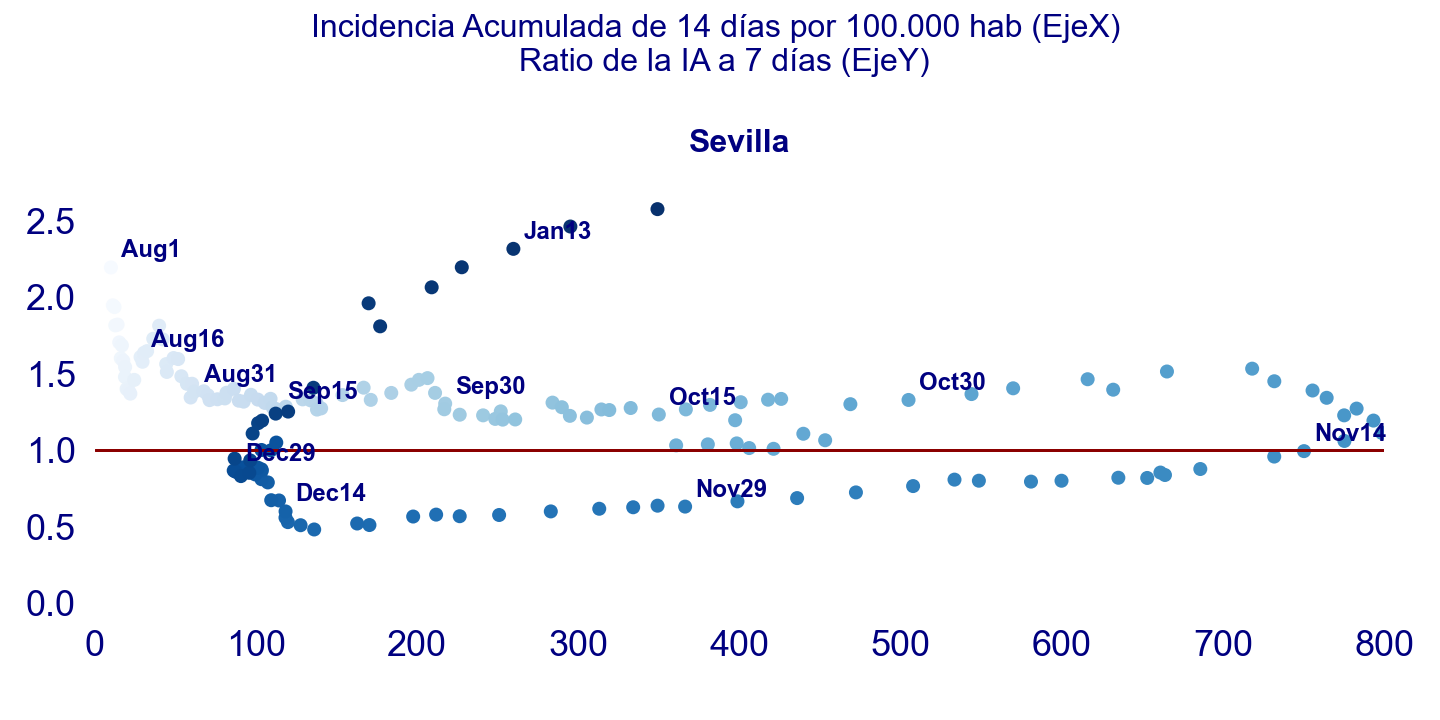 Incidencia Acumulada de 14 días por 100.000 hab (EjeX)
Ratio de la IA a 7 días (EjeY)
Sevilla
2.5
2.0
1.5
1.0
0.5
0.0
Aug1
Jan13
Aug16
Aug31
Sep15
Sep30
Oct15
Oct30
Nov14
Dec29
Dec14
Nov29
0 100 200 300 400 500 600 700 800